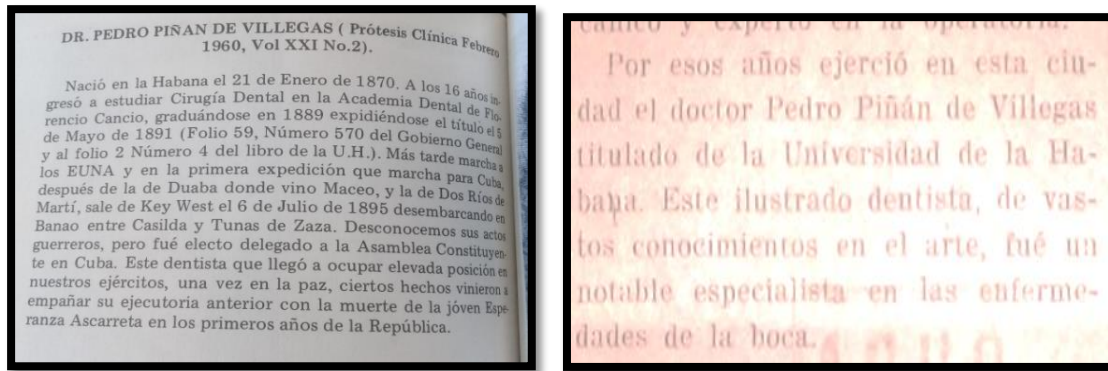 DR. PEDRO PIÑAN DE VILLEGAS ( Prótesis Clínica Febrero
1960, Vol XXI No.2).
Nació en la Habana el 21 de Enero de 1870. A los 16 años in-
gresó a estudiar Cirugía Dental en la Academia Dental de Flo-
rencio Cancio, graduándose en 1889 expidiéndose el título el 5
de Mayo de 1891 (Folio 59, Número 570 del Gobierno General
y al folio 2 Número 4 del libro de la U.H.). Más tarde marcha a
los EUNA y en la primera expedición que marcha para Cuba,
después de la de Duaba donde vino Maceo, y la de Dos Ríos de
Martí, sale de Key West el 6 de Julio de 1895 desembarcando en
Banao entre Casilda y Tunas de Zaza. Desconocemos sus actos
guerreros, pero fué electo delegado a la Asamblea Constituyen-
te en Cuba. Este dentista que llegó a ocupar elevada posición en
nuestros ejércitos, una vez en la paz, ciertos hechos vinieron a
empañar su ejecutoria anterior con la muerte de la jóven Espe-
ranza Ascarreta en los primeros años de la República.
y experto en la operatoria.
Por esos años ejerció en esta ciu-
dad el doctor Pedro Piñán de Villegas
titulado de la Universidad de la Ha-
bana. Este ilustrado dentista, de vas-
tos conocimientos en el arte, fué un
notable especialista en las enferme-
dades de la boca.